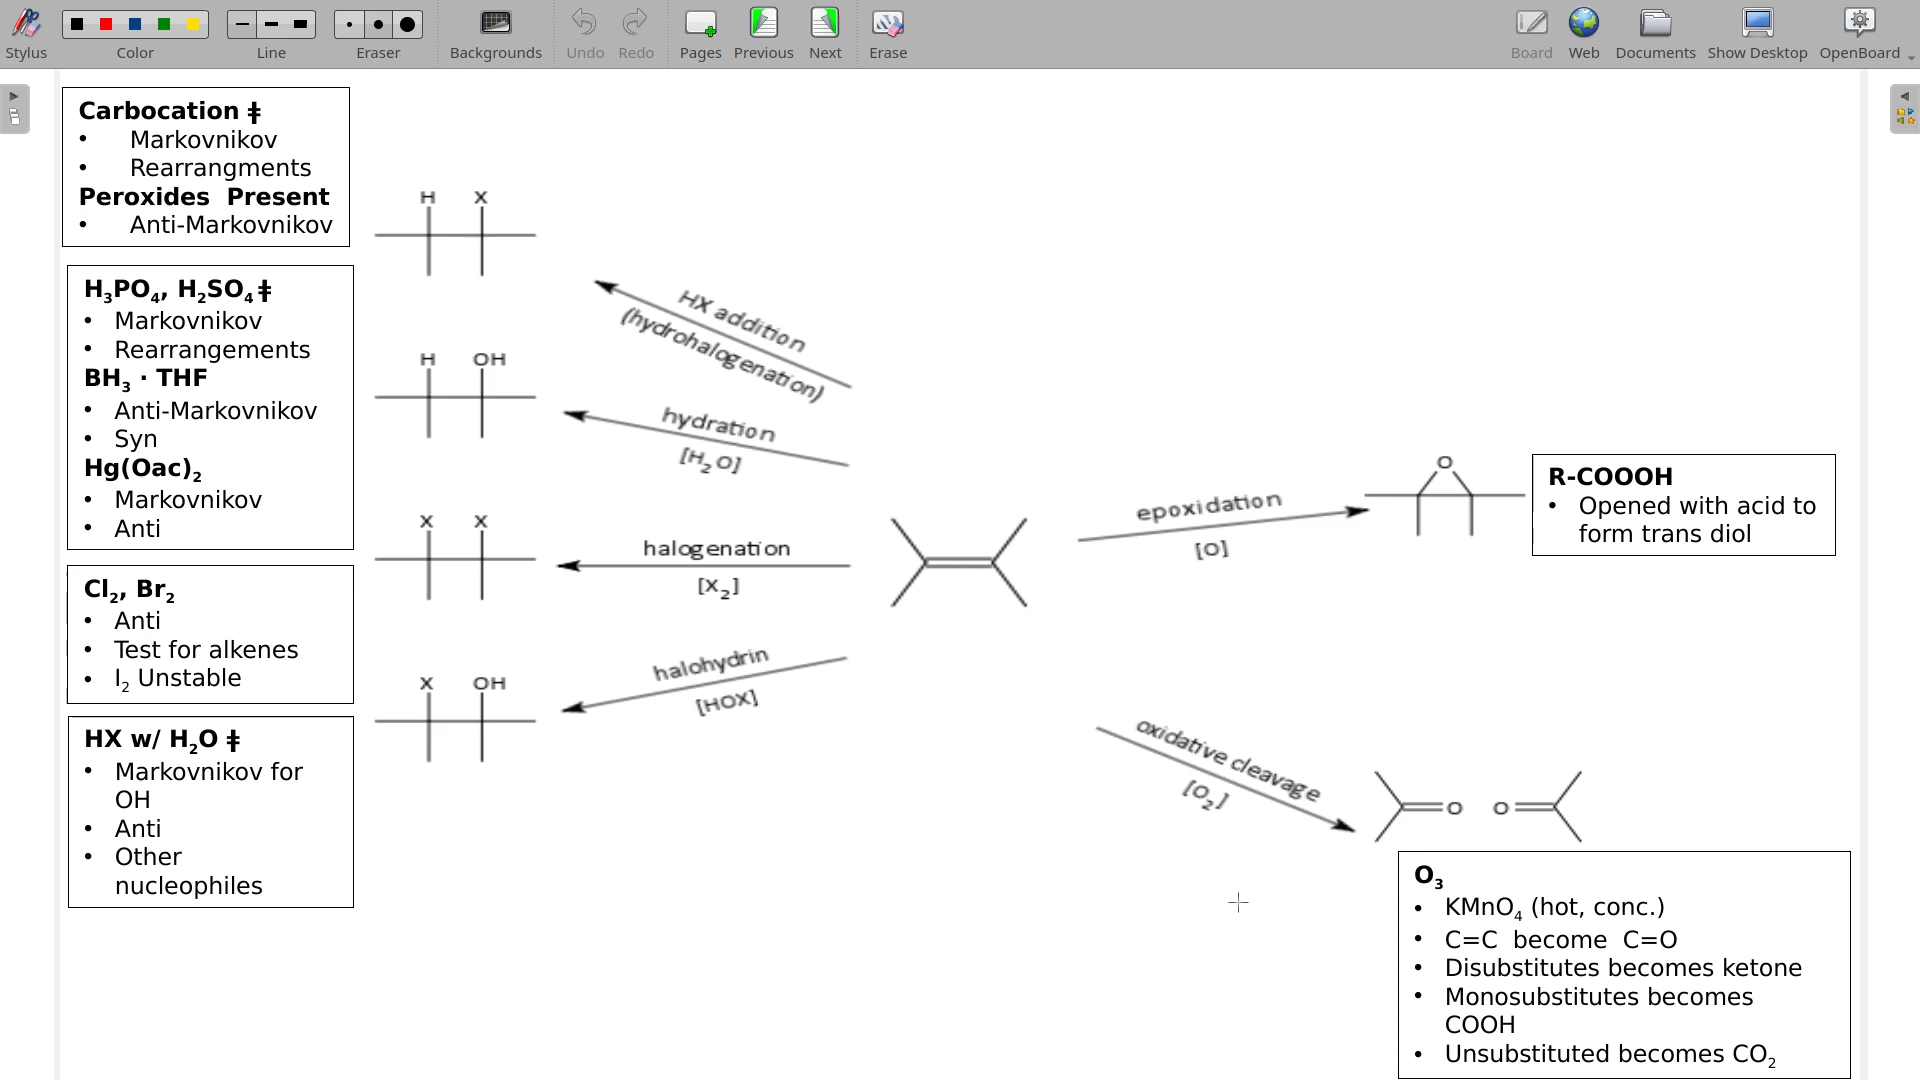 Stylus
Color
Line
Eraser
Backgrounds
Undo
Redo
Pages
Previous
Next
Erase
Board
Web
Documents
Show Desktop
OpenBoard
Carbocation ‡
• Markovnikov
• Rearrangments
Peroxides Present
• Anti-Markovnikov
H₃PO₄, H₂SO₄ ‡
• Markovnikov
• Rearrangements
BH₃ · THF
• Anti-Markovnikov
• Syn
Hg(Oac)₂
• Markovnikov
• Anti
Cl₂, Br₂
• Anti
• Test for alkenes
• I₂ Unstable
HX w/ H₂O ‡
• Markovnikov for
OH
• Anti
• Other
nucleophiles
H X
HX addition
(hydrohalogenation)
H OH
hydration
[H₂O]
X X
halogenation
[X₂]
X OH
halohydrin
[HOX]
epoxidation
[O]
O
R-COOOH
• Opened with acid to
form trans diol
oxidative cleavage
[O₂]
O O
O₃
• KMnO₄ (hot, conc.)
• C=C become C=O
• Disubstitutes becomes ketone
• Monosubstitutes becomes
COOH
• Unsubstituted becomes CO₂